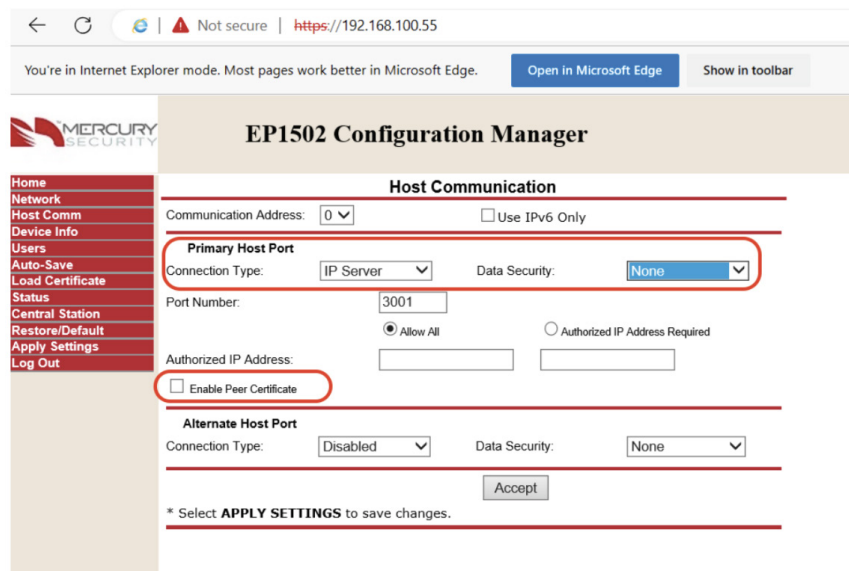 Not secure | https://192.168.100.55
You're in Internet Explorer mode. Most pages work better in Microsoft Edge. Open in Microsoft Edge Show in toolbar
MERCURY
SECURITY
EP1502 Configuration Manager
Home
Network
Host Comm
Device Info
Users
Auto-Save
Load Certificate
Status
Central Station
Restore/Default
Apply Settings
Log Out
Host Communication
Communication Address: 0 Use IPv6 Only
Primary Host Port
Connection Type: IP Server Data Security: None
Port Number: 3001
Allow All Authorized IP Address Required
Authorized IP Address:
Enable Peer Certificate
Alternate Host Port
Connection Type: Disabled Data Security: None
Accept
* Select APPLY SETTINGS to save changes.